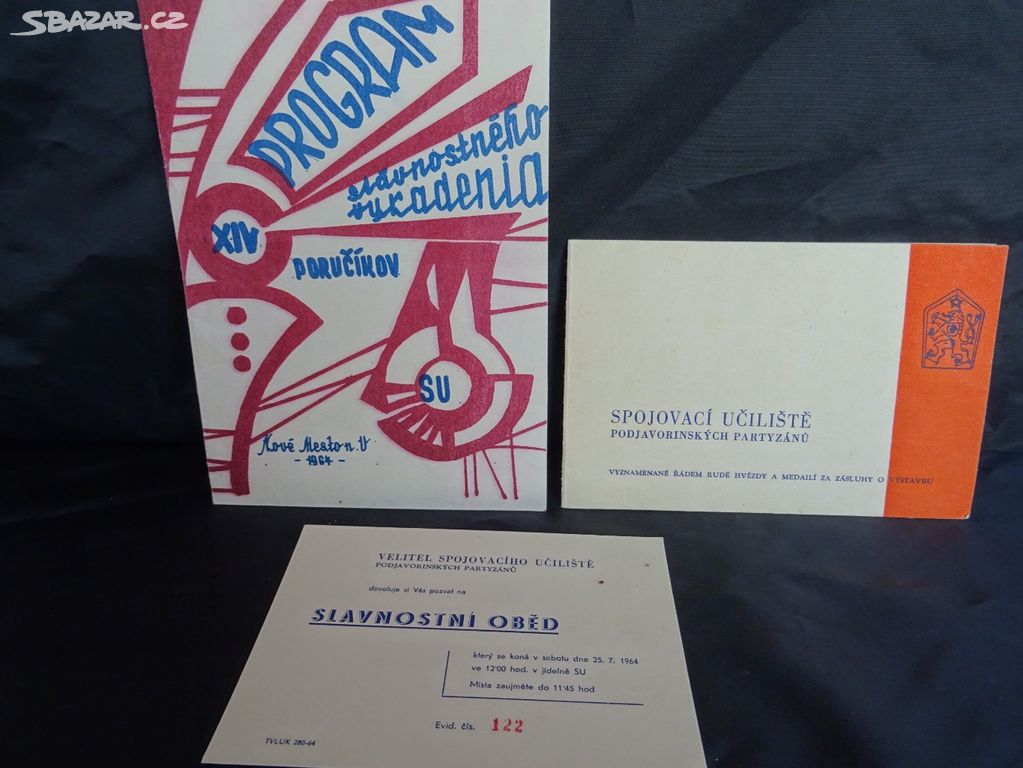 SBAZAR.CZ
PROGRAM
slávnostného
vyradenia
XIV
PORUČÍKOV
SU
Nové Mesto n. V
- 1964 -
SPOJOVACÍ UČILIŠTĚ
PODJAVORINSKÝCH PARTYZÁNŮ
VYZNAMENANÉ ŘÁDEM RUDÉ HVĚZDY A MEDAILÍ ZA ZÁSLUHY O VÝSTAVBU
VELITEL SPOJOVACÍHO UČILIŠTĚ
PODJAVORINSKÝCH PARTYZÁNŮ
dovoluje si Vás pozvat na
SLAVNOSTNÍ OBĚD
který se koná v sobotu dne 25. 7. 1964
ve 12·00 hod. v jídelně SU
Místa zaujměte do 11·45 hod
Evid. čís. 122
TVLUK 280-64